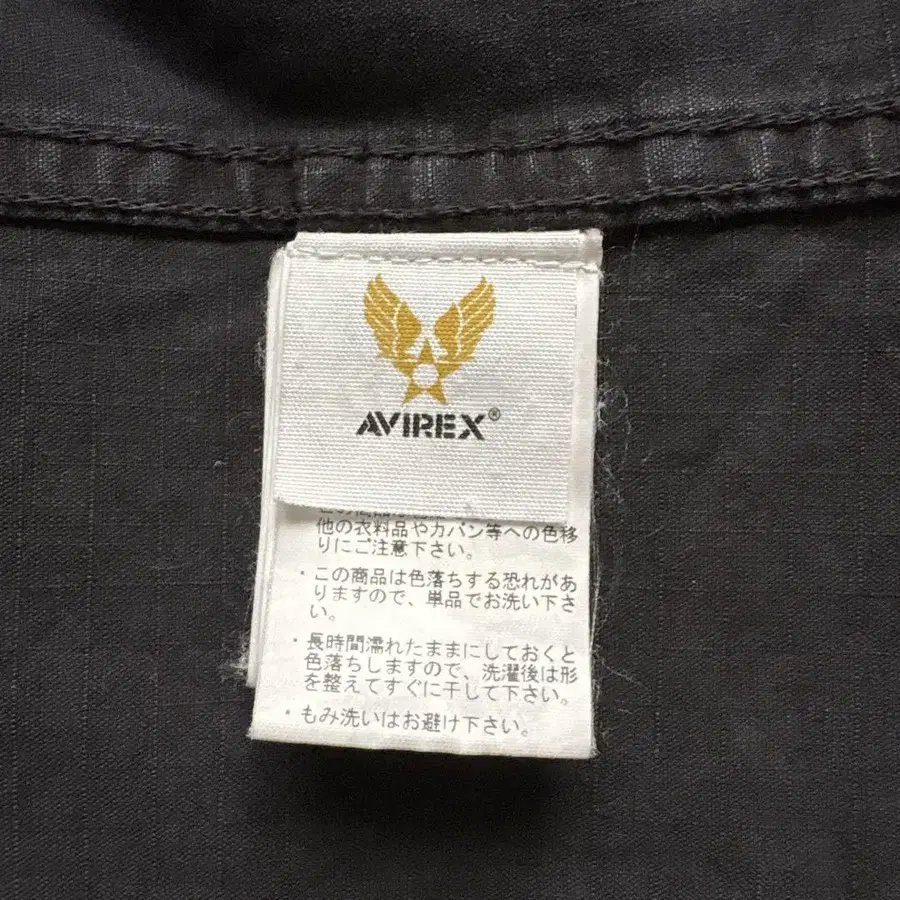 AVIREX®
他の衣料品やカバン等への色移
りにご注意下さい。
・この商品は色落ちする恐れがあ
りますので、単品でお洗い下さ
い。
・長時間濡れたままにしておくと
色落ちしますので、洗濯後は形
を整えてすぐに干して下さい。
・もみ洗いはお避け下さい。